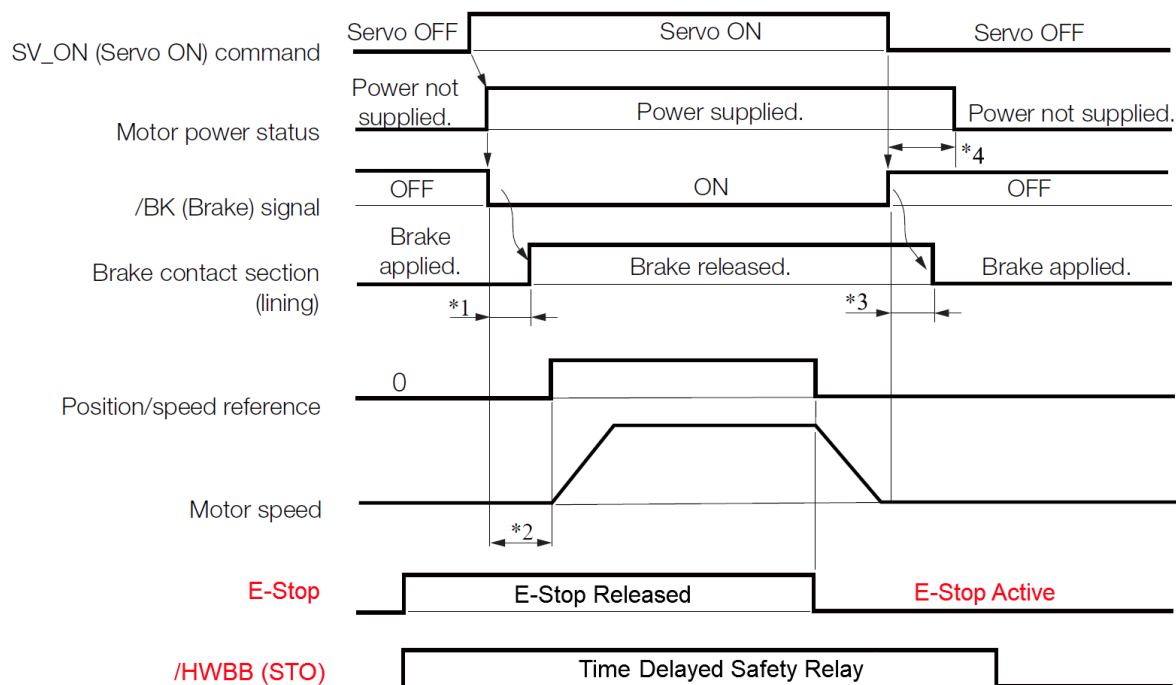 SV_ON (Servo ON) command
Servo OFF
Servo ON
Servo OFF
Motor power status
Power not
supplied.
Power supplied.
Power not supplied.
*4
/BK (Brake) signal
OFF
ON
OFF
Brake contact section
(lining)
Brake
applied.
Brake released.
Brake applied.
*1
*3
Position/speed reference
0
Motor speed
*2
E-Stop
E-Stop Released
E-Stop Active
/HWBB (STO)
Time Delayed Safety Relay